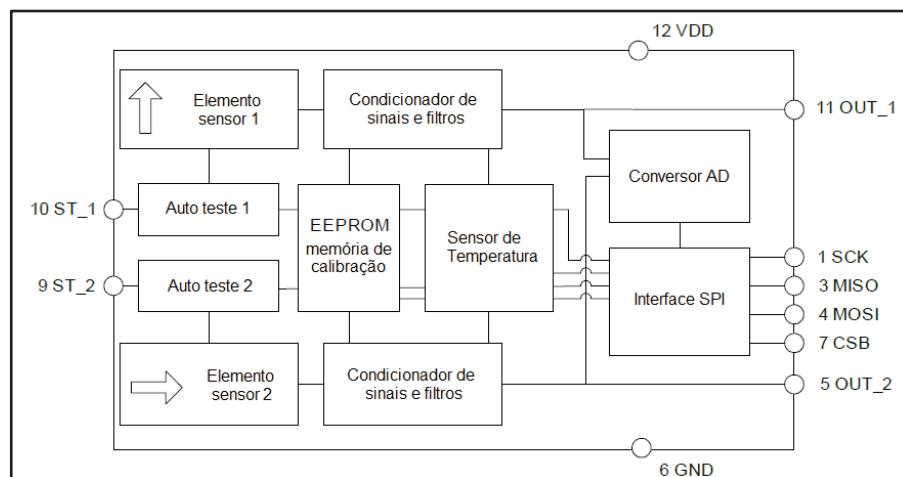 12 VDD
Elemento
sensor 1
Condicionador de
sinais e filtros
11 OUT_1
Conversor AD
10 ST_1
Auto teste 1
EEPROM
memória de
calibração
Sensor de
Temperatura
9 ST_2
Auto teste 2
Interface SPI
1 SCK
3 MISO
4 MOSI
7 CSB
Elemento
sensor 2
Condicionador de
sinais e filtros
5 OUT_2
6 GND